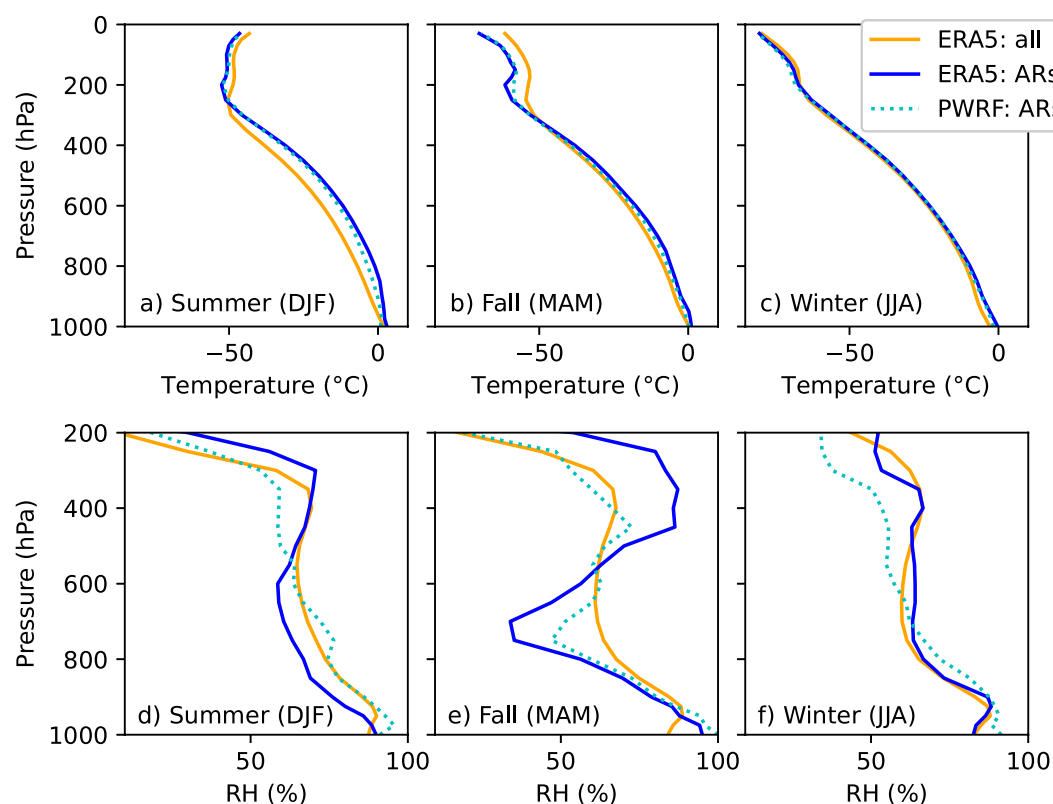 0
200
400
600
800
1000
Pressure (hPa)
a) Summer (DJF)
b) Fall (MAM)
c) Winter (JJA)
ERA5: all
ERA5: ARs
PWRF: ARs
−50
0
−50
0
−50
0
Temperature (°C)
Temperature (°C)
Temperature (°C)
200
400
600
800
1000
Pressure (hPa)
d) Summer (DJF)
e) Fall (MAM)
f) Winter (JJA)
50
100
50
100
50
100
RH (%)
RH (%)
RH (%)